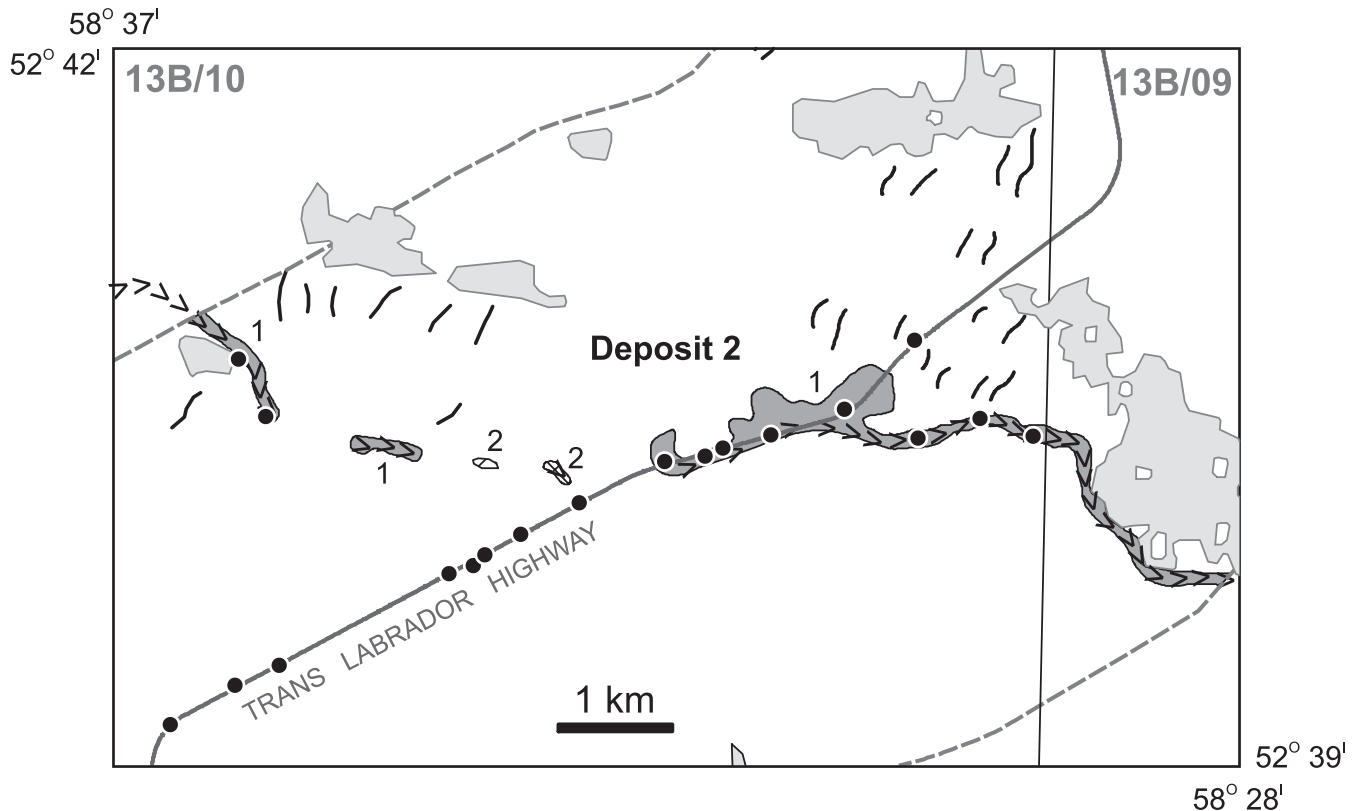 58° 37'
52° 42'
13B/10
13B/09
1
Deposit 2
1
2
2
1
TRANS LABRADOR HIGHWAY
1 km
52° 39'
58° 28'